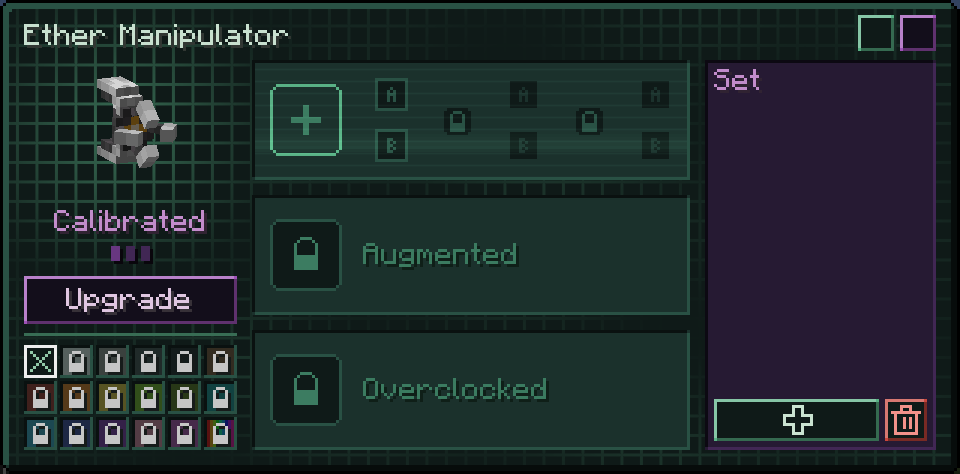 Ether Manipulator
Set
A A A
B B B
Calibrated
Augmented
Upgrade
Overclocked